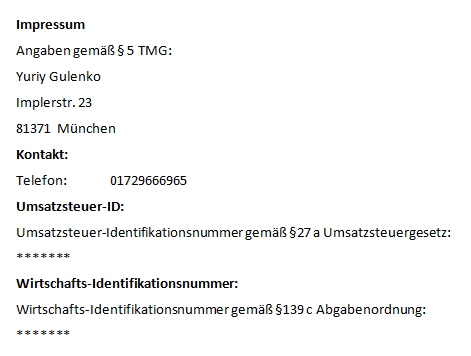 Impressum
Angaben gemäß § 5 TMG:
Yuriy Gulenko
Implerstr. 23
81371 München
Kontakt:
Telefon: 01729666965
Umsatzsteuer-ID:
Umsatzsteuer-Identifikationsnummer gemäß §27 a Umsatzsteuergesetz:
*******
Wirtschafts-Identifikationsnummer:
Wirtschafts-Identifikationsnummer gemäß §139 c Abgabenordnung:
*******